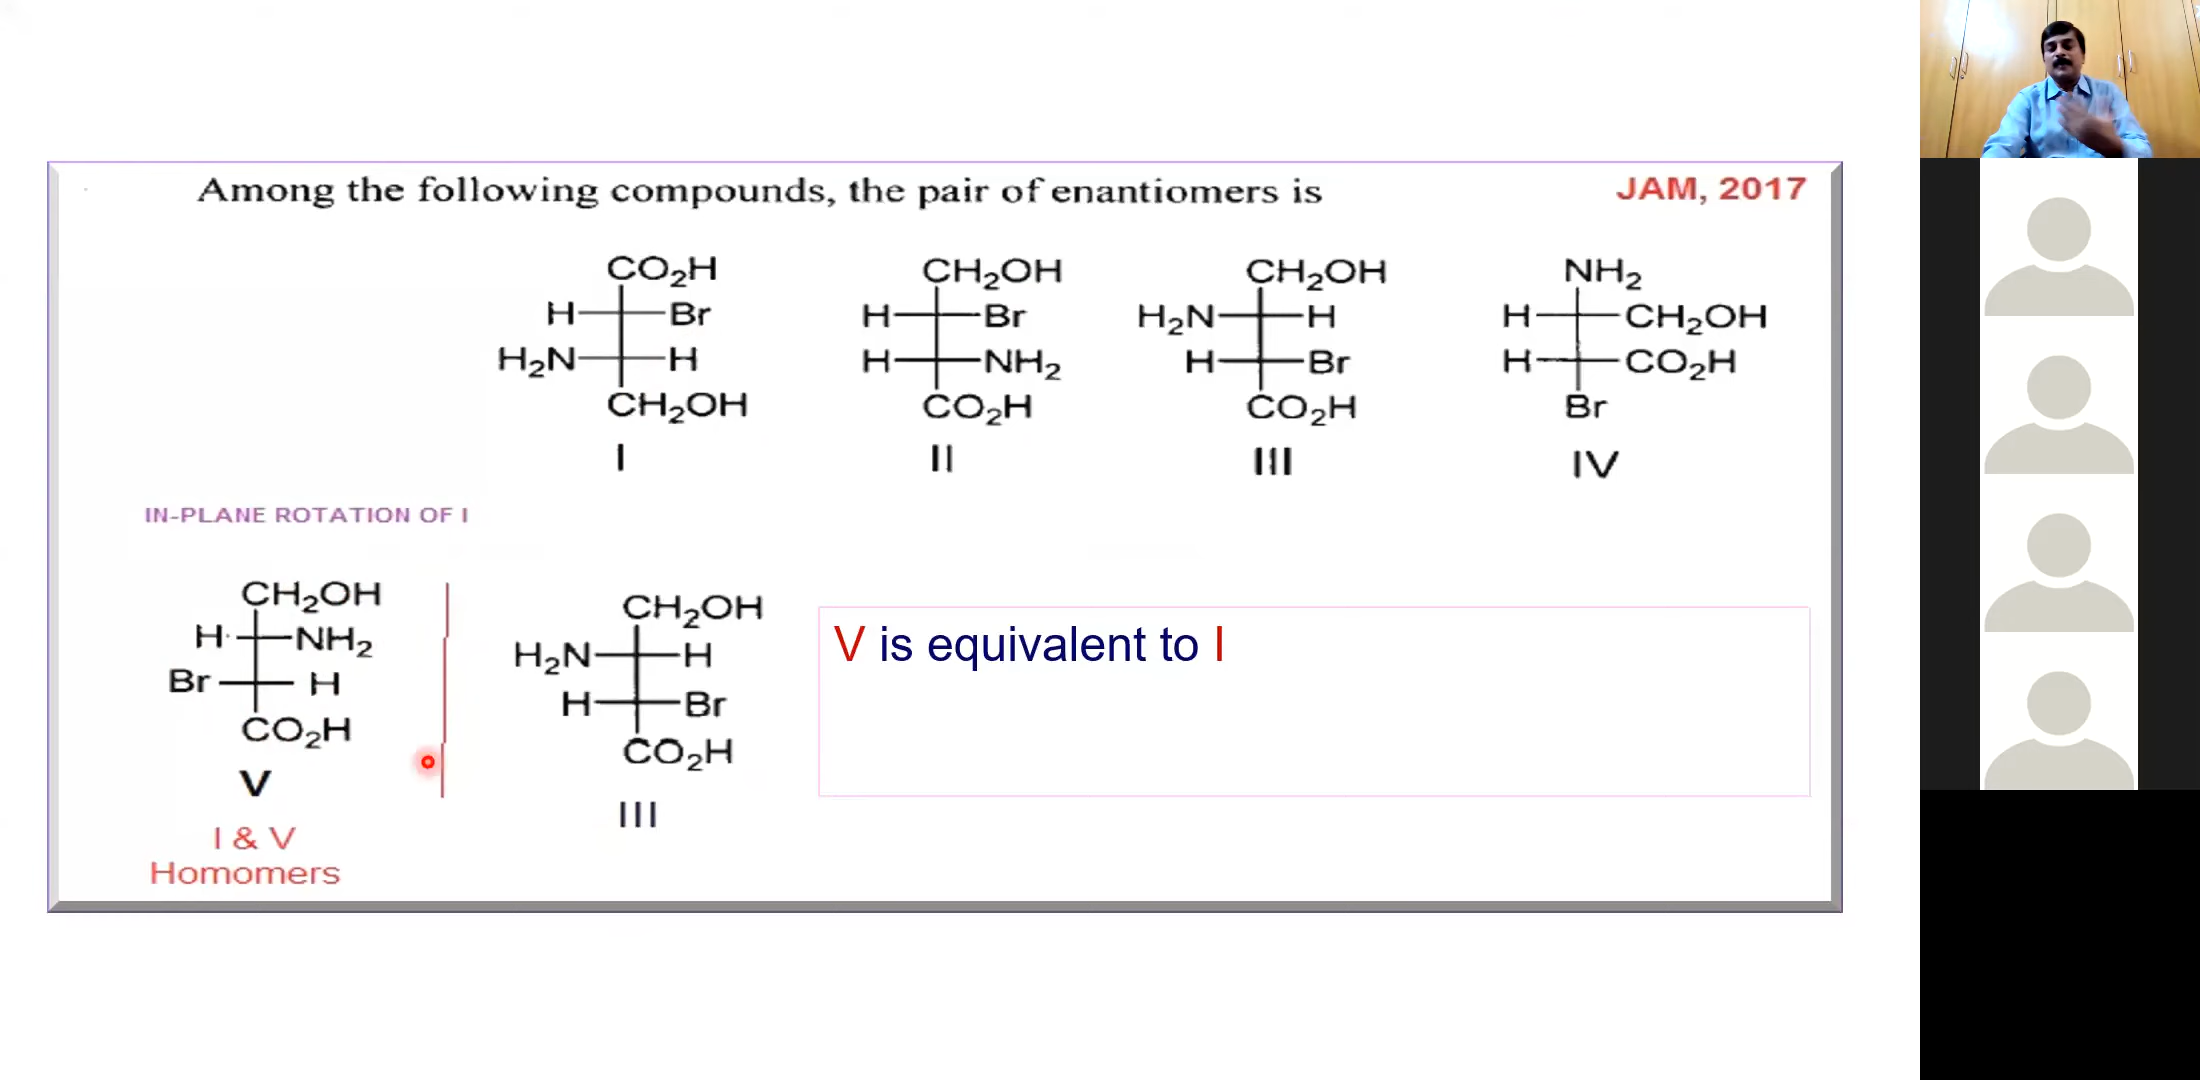 Among the following compounds, the pair of enantiomers is
JAM, 2017
CO₂H
H Br
H₂N H
CH₂OH
I
CH₂OH
H Br
H NH₂
CO₂H
II
CH₂OH
H₂N H
H Br
CO₂H
III
NH₂
H CH₂OH
H CO₂H
Br
IV
IN-PLANE ROTATION OF I
CH₂OH
H NH₂
Br H
CO₂H
V
I & V
Homomers
CH₂OH
H₂N H
H Br
CO₂H
III
V is equivalent to I